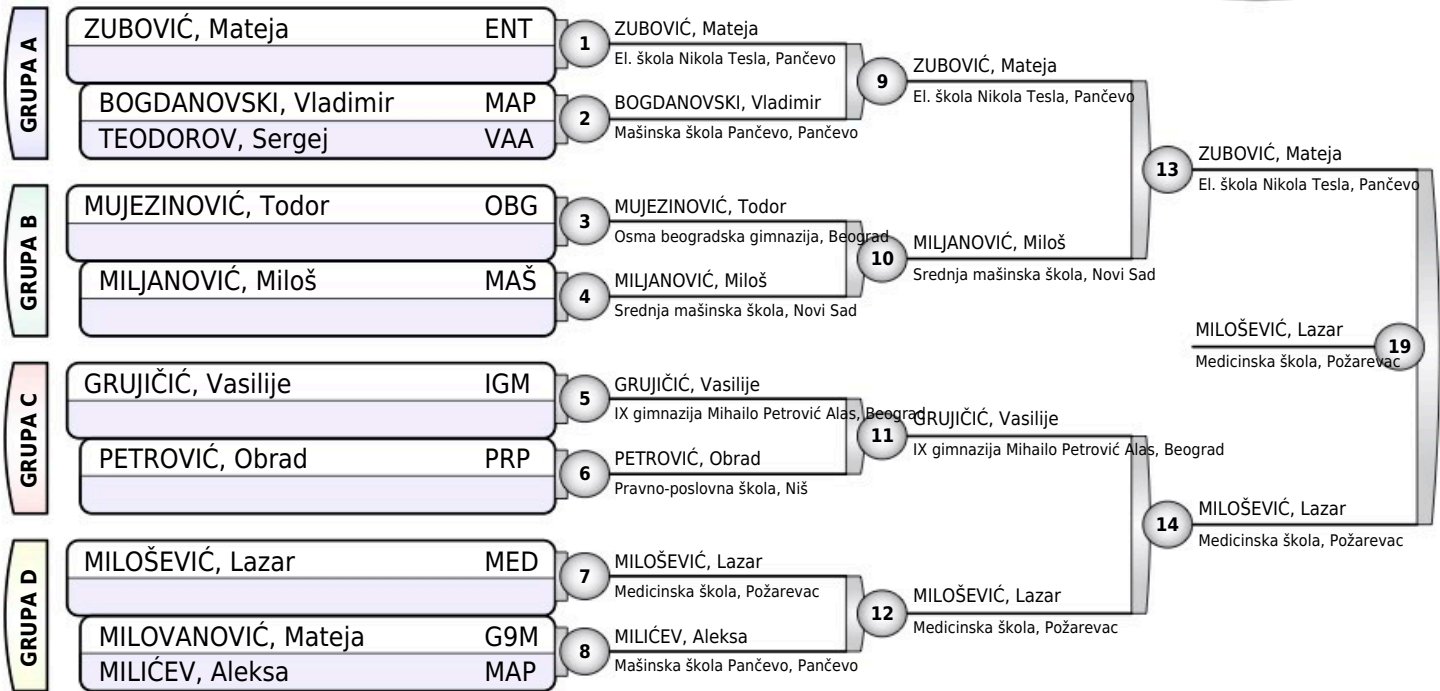 GRUPA A
ZUBOVIĆ, Mateja ENT
BOGDANOVSKI, Vladimir MAP
TEODOROV, Sergej VAA
GRUPA B
MUJEZINOVIĆ, Todor OBG
MILJANOVIĆ, Miloš MAŠ
GRUPA C
GRUJIČIĆ, Vasilije IGM
PETROVIĆ, Obrad PRP
GRUPA D
MILOŠEVIĆ, Lazar MED
MILOVANOVIĆ, Mateja G9M
MILIĆEV, Aleksa MAP
1
ZUBOVIĆ, Mateja
El. škola Nikola Tesla, Pančevo
2
BOGDANOVSKI, Vladimir
Mašinska škola Pančevo, Pančevo
3
MUJEZINOVIĆ, Todor
Osma beogradska gimnazija, Beograd
4
MILJANOVIĆ, Miloš
Srednja mašinska škola, Novi Sad
5
GRUJIČIĆ, Vasilije
IX gimnazija Mihailo Petrović Alas, Beograd
6
PETROVIĆ, Obrad
Pravno-poslovna škola, Niš
7
MILOŠEVIĆ, Lazar
Medicinska škola, Požarevac
8
MILIĆEV, Aleksa
Mašinska škola Pančevo, Pančevo
9
ZUBOVIĆ, Mateja
El. škola Nikola Tesla, Pančevo
10
MILJANOVIĆ, Miloš
Srednja mašinska škola, Novi Sad
11
GRUJIČIĆ, Vasilije
IX gimnazija Mihailo Petrović Alas, Beograd
12
MILOŠEVIĆ, Lazar
Medicinska škola, Požarevac
13
ZUBOVIĆ, Mateja
El. škola Nikola Tesla, Pančevo
14
MILOŠEVIĆ, Lazar
Medicinska škola, Požarevac
MILOŠEVIĆ, Lazar
Medicinska škola, Požarevac
19